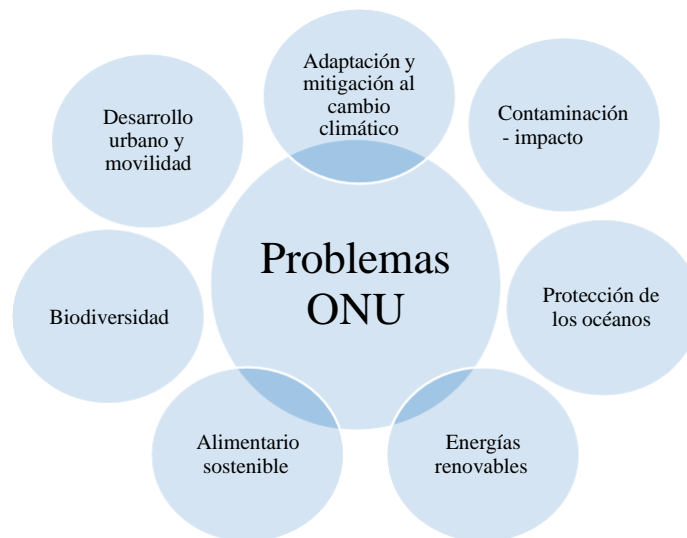 Adaptación y
mitigación al
cambio
climático
Contaminación
- impacto
Protección de
los océanos
Energías
renovables
Alimentario
sostenible
Biodiversidad
Desarrollo
urbano y
movilidad
Problemas
ONU